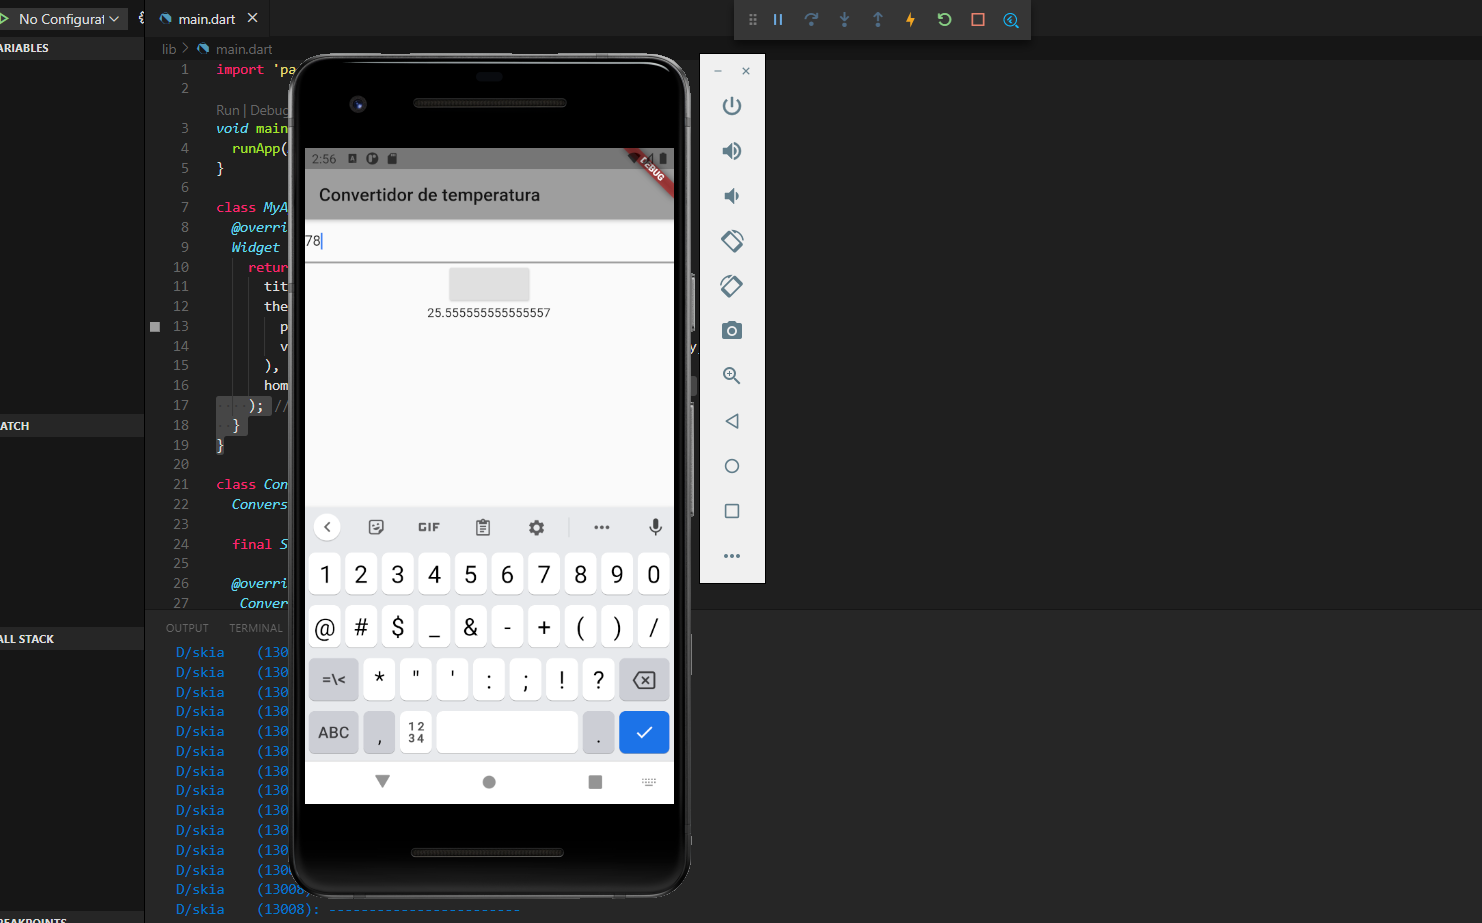 No Configurat
main.dart
ARIABLES
lib > main.dart
1 import 'pa
2
Run | Debug
3 void main
4 runApp(
5 }
6
7 class MyA
8 @overri
9 Widget
10 retur
11 tit
12 the
13 p
14 v
15 ),
16 hom
17 ); //
18 }
19 }
20
21 class Con
22 Convers
23
24 final S
25
26 @overri
27 Conver
y
ATCH
ALL STACK
REAKPOINTS
OUTPUT TERMINAL
D/skia (130
D/skia (130
D/skia (130
D/skia (130
D/skia (130
D/skia (130
D/skia (130
D/skia (130
D/skia (130
D/skia (130
D/skia (130
D/skia (130
D/skia (13008)
D/skia (13008): ------------------------
2:56
DEBUG
Convertidor de temperatura
78
25.555555555555557
GIF
1 2 3 4 5 6 7 8 9 0
@ # $ _ & - + ( ) /
=\< * " ' : ; ! ?
ABC , 12 34 .